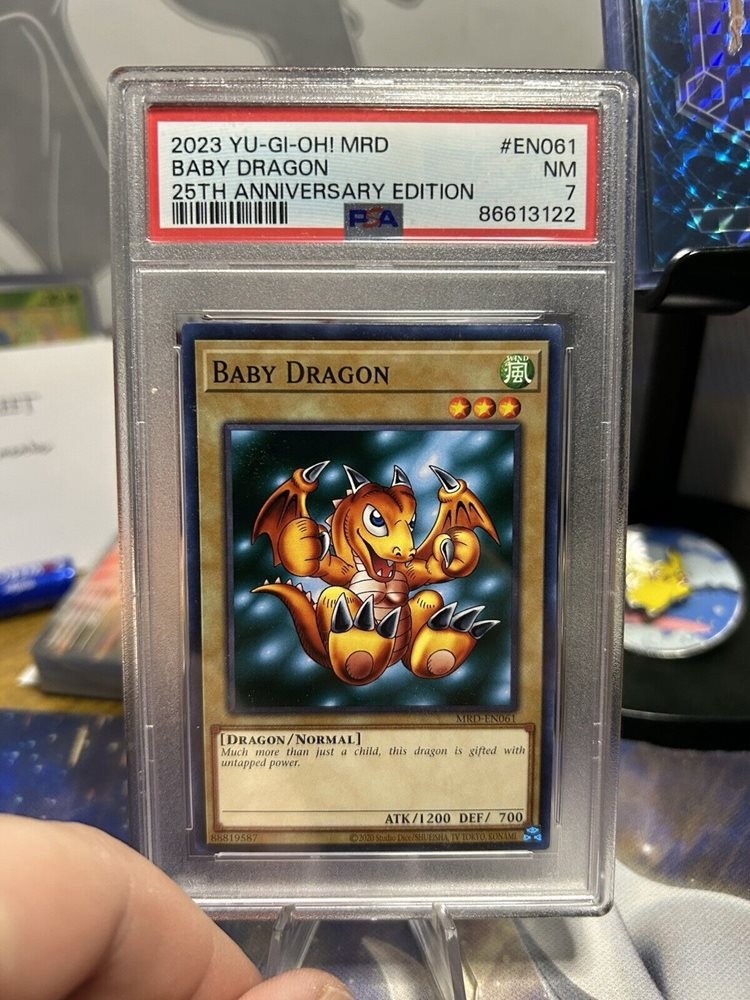 2023 YU-GI-OH! MRD #EN061
BABY DRAGON NM
25TH ANNIVERSARY EDITION 7
PSA 86613122
BABY DRAGON
WIND
風
MRD-EN061
[DRAGON/NORMAL]
Much more than just a child, this dragon is gifted with
untapped power.
ATK/1200 DEF/ 700
88819587 ©2020 Studio Dice/SHUEISHA, TV TOKYO, KONAMI